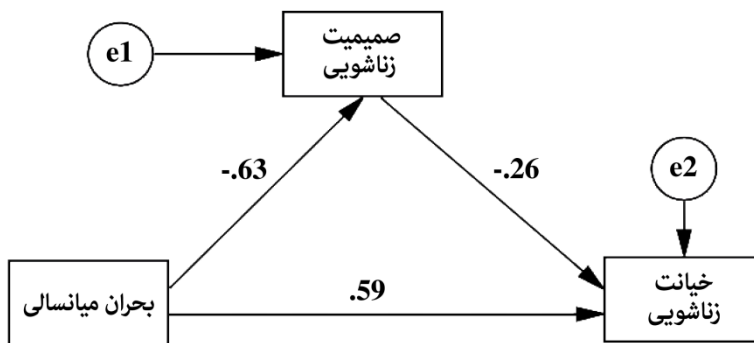 e1
صمیمیت
زناشویی
-.63
-.26
e2
بحران میانسالی
.59
خیانت
زناشویی